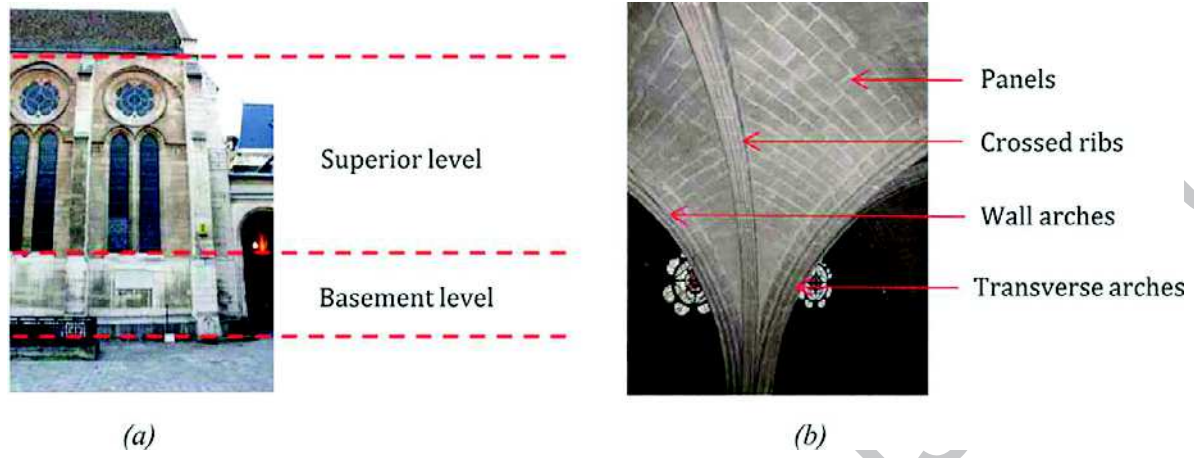 Superior level
Basement level
(a)
Panels
Crossed ribs
Wall arches
Transverse arches
(b)